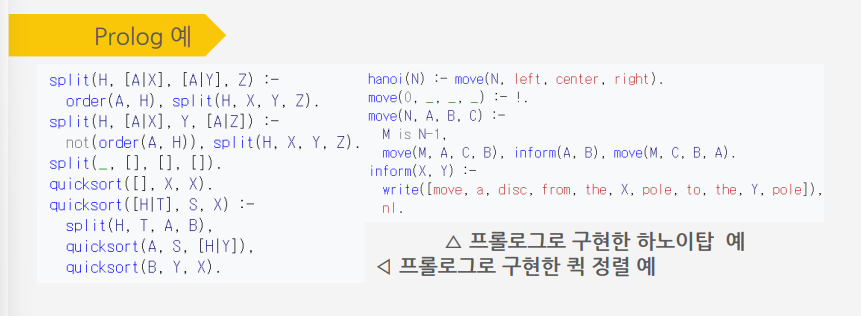 Prolog 예
split(H, [A|X], [A|Y], Z) :-
order(A, H), split(H, X, Y, Z).
split(H, [A|X], Y, [A|Z]) :-
not(order(A, H)), split(H, X, Y, Z).
split(_, [], [], []).
quicksort([], X, X).
quicksort([H|T], S, X) :-
split(H, T, A, B),
quicksort(A, S, [H|Y]),
quicksort(B, Y, X).
hanoi(N) :- move(N, left, center, right).
move(0, _, _, _) :- !.
move(N, A, B, C) :-
M is N-1,
move(M, A, C, B), inform(A, B), move(M, C, B, A).
inform(X, Y) :-
write([move, a, disc, from, the, X, pole, to, the, Y, pole]),
nl.
△ 프롤로그로 구현한 하노이탑 예
◁ 프롤로그로 구현한 퀵 정렬 예